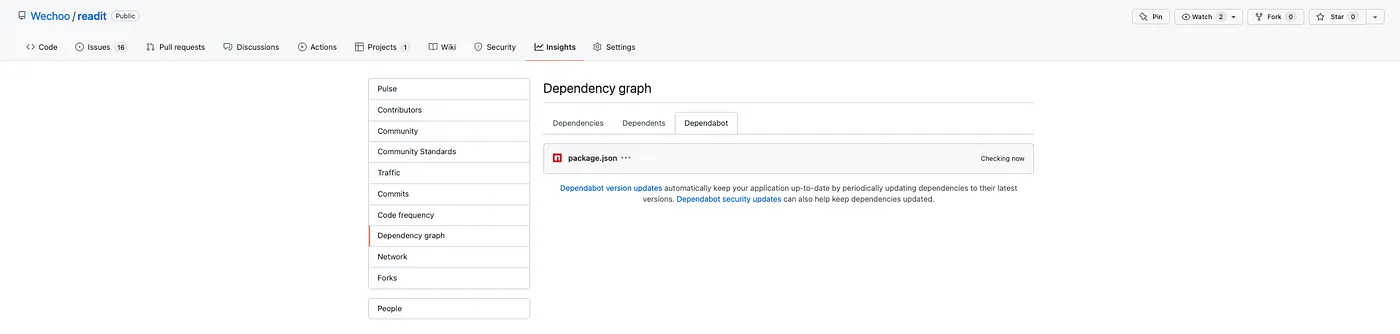 Wechoo / readit Public
Pin
Watch 2
Fork 0
Star 0
Code
Issues 16
Pull requests
Discussions
Actions
Projects 1
Wiki
Security
Insights
Settings
Pulse
Contributors
Community
Community Standards
Traffic
Commits
Code frequency
Dependency graph
Network
Forks
People
Dependency graph
Dependencies
Dependents
Dependabot
package.json ···
Checking now
Dependabot version updates automatically keep your application up-to-date by periodically updating dependencies to their latest
versions. Dependabot security updates can also help keep dependencies updated.